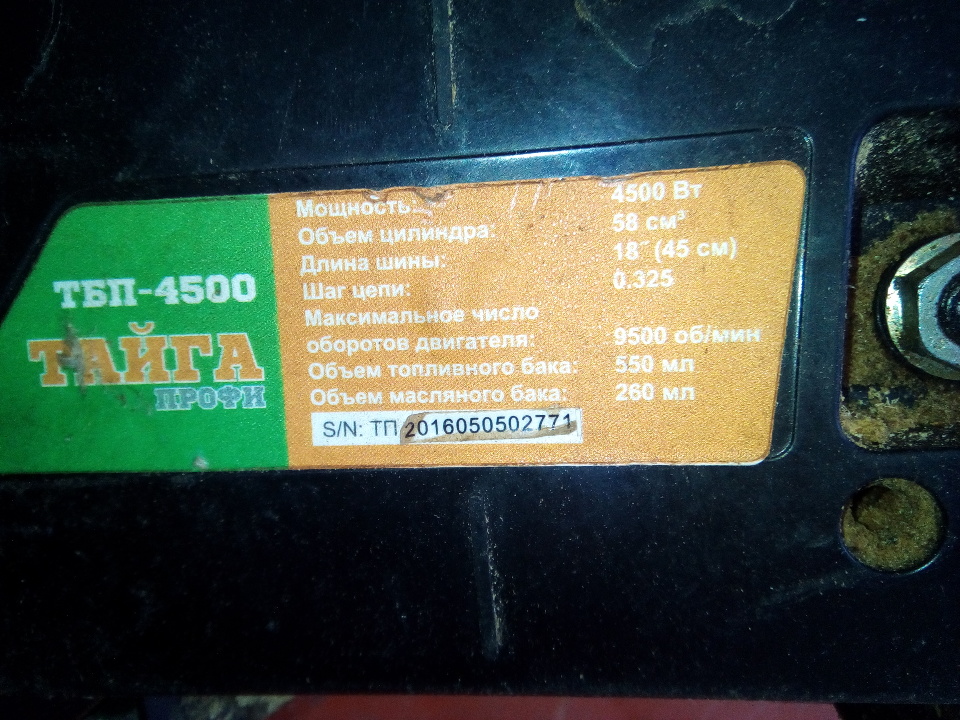 ТБП-4500
ТАЙГА
ПРОФИ
Мощность: 4500 Вт
Объем цилиндра: 58 см³
Длина шины: 18" (45 см)
Шаг цепи: 0.325
Максимальное число
оборотов двигателя: 9500 об/мин
Объем топливного бака: 550 мл
Объем масляного бака: 260 мл
S/N: ТП 2016050502771